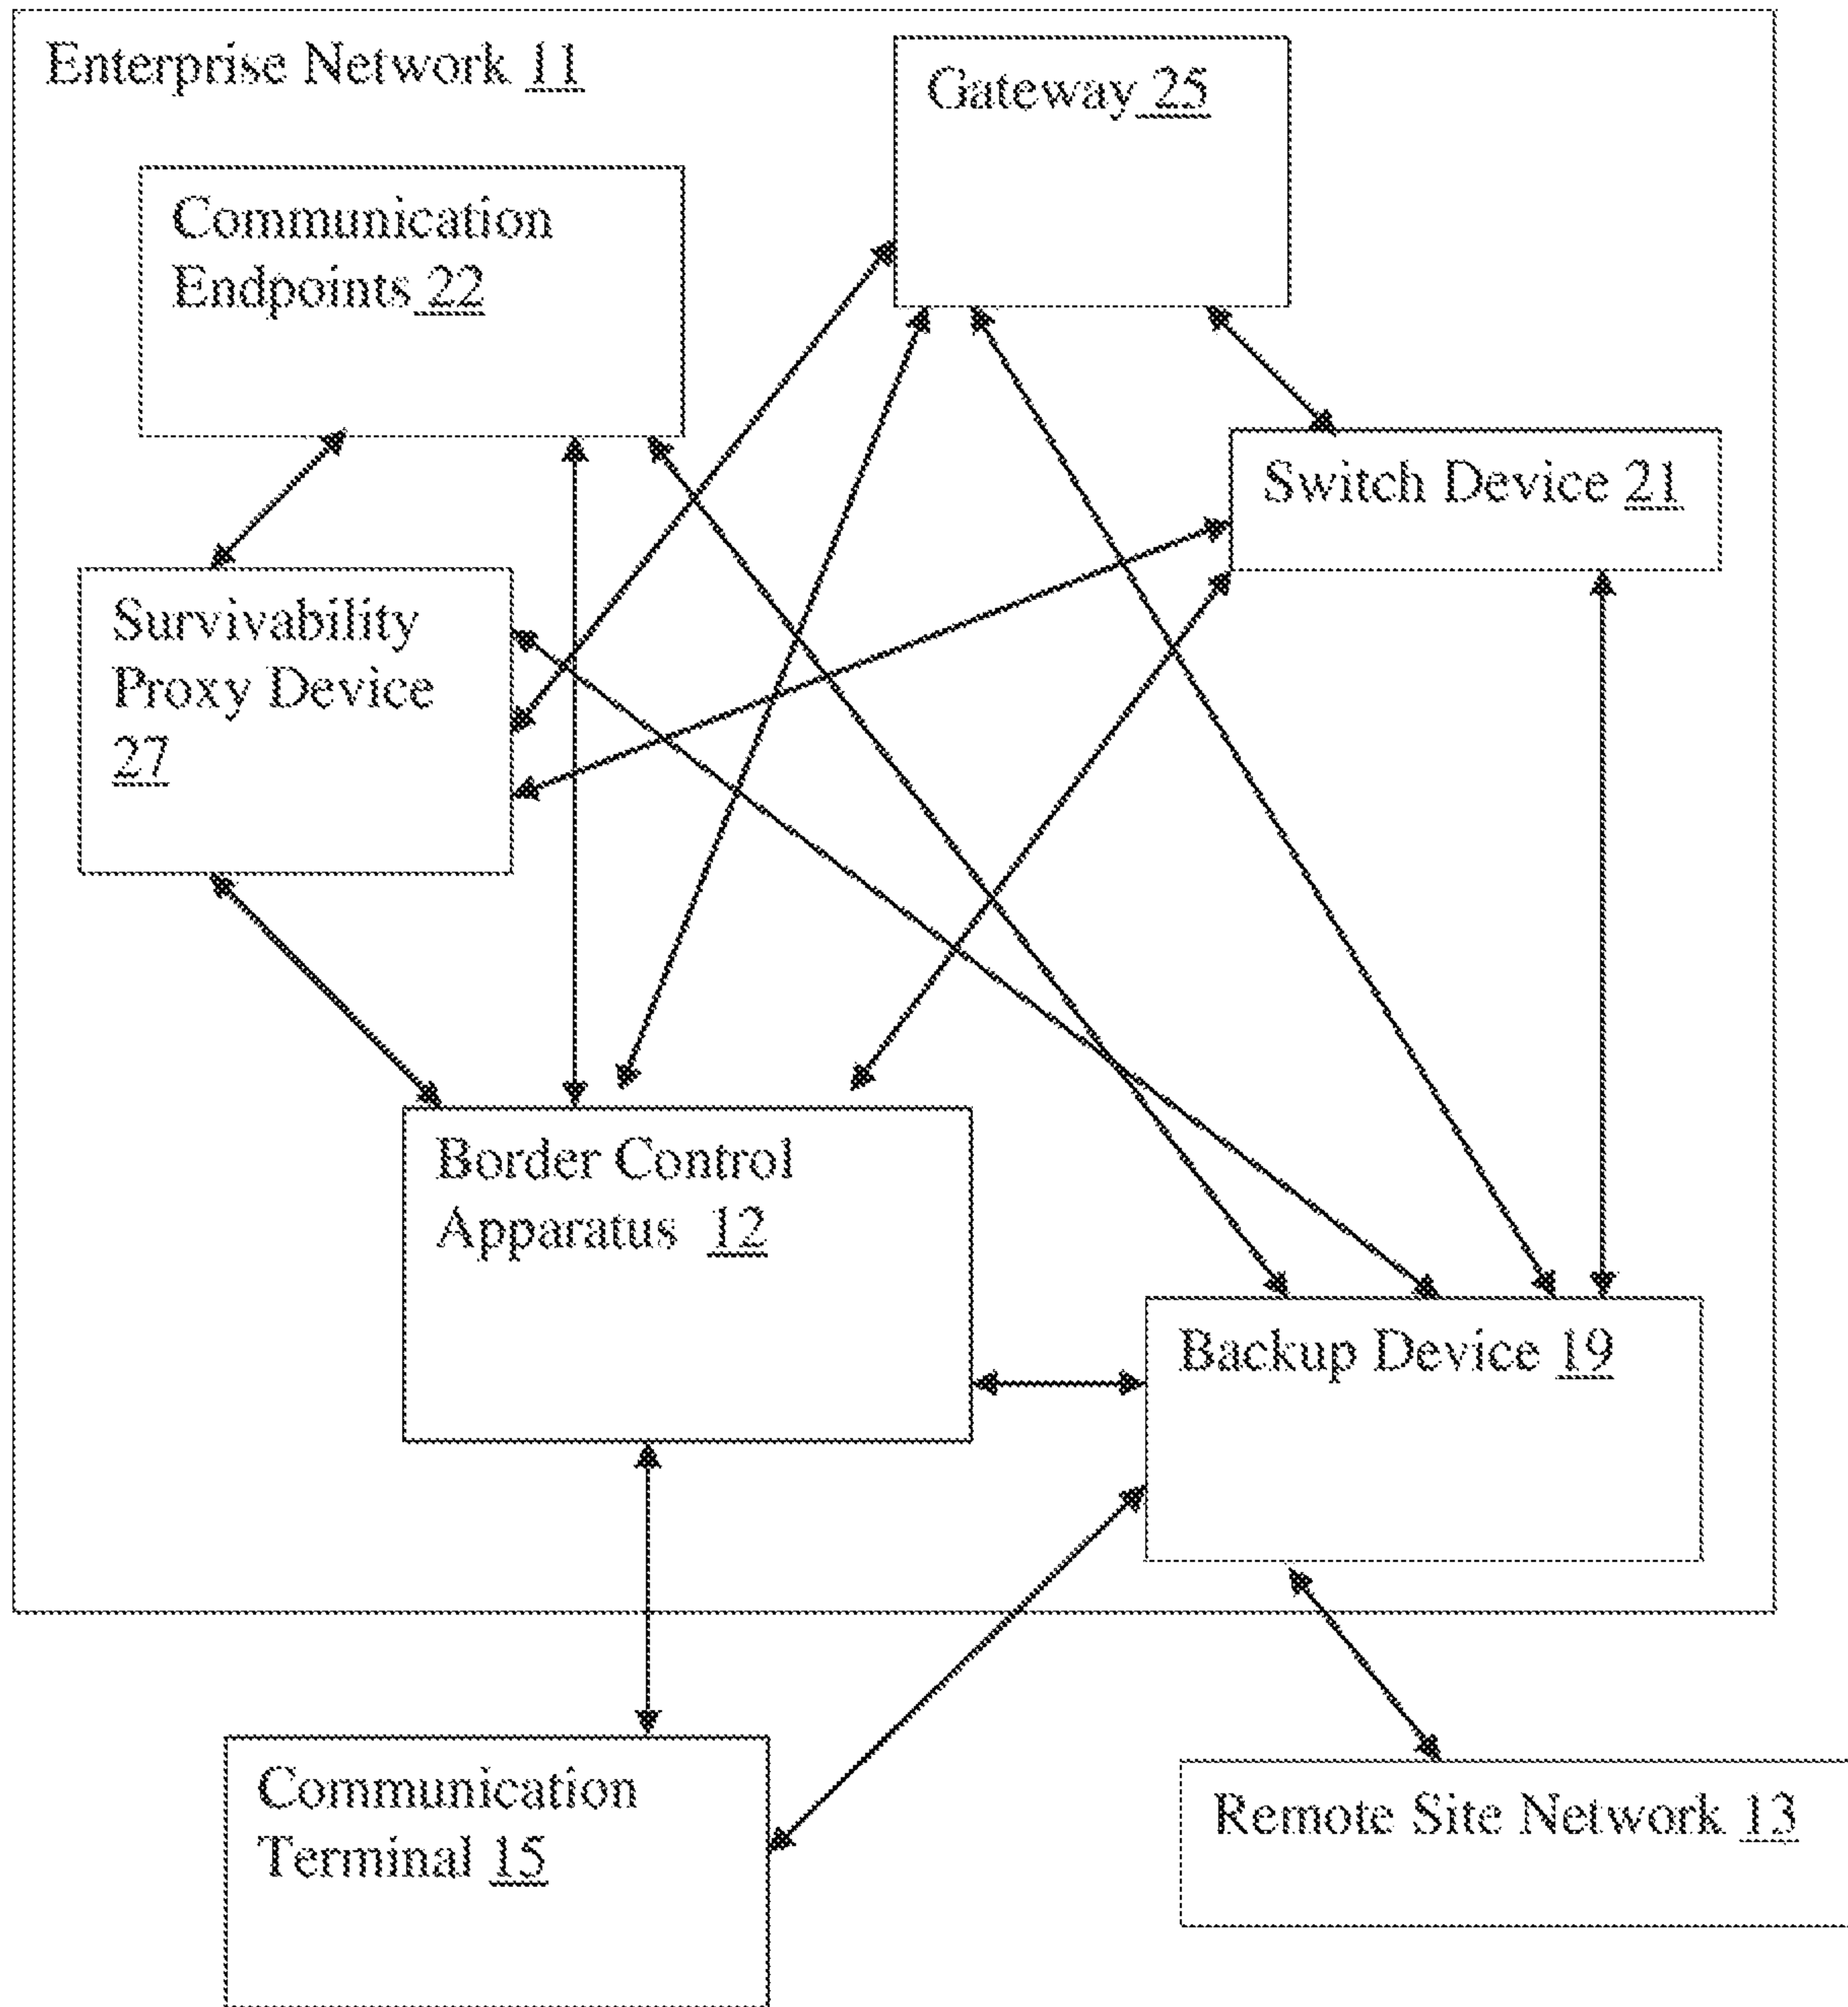 Enterprise Network 11
Gateway 25
Communication
Endpoints 22
Switch Device 21
Survivability
Proxy Device
27
Border Control
Apparatus 12
Backup Device 19
Communication
Terminal 15
Remote Site Network 13